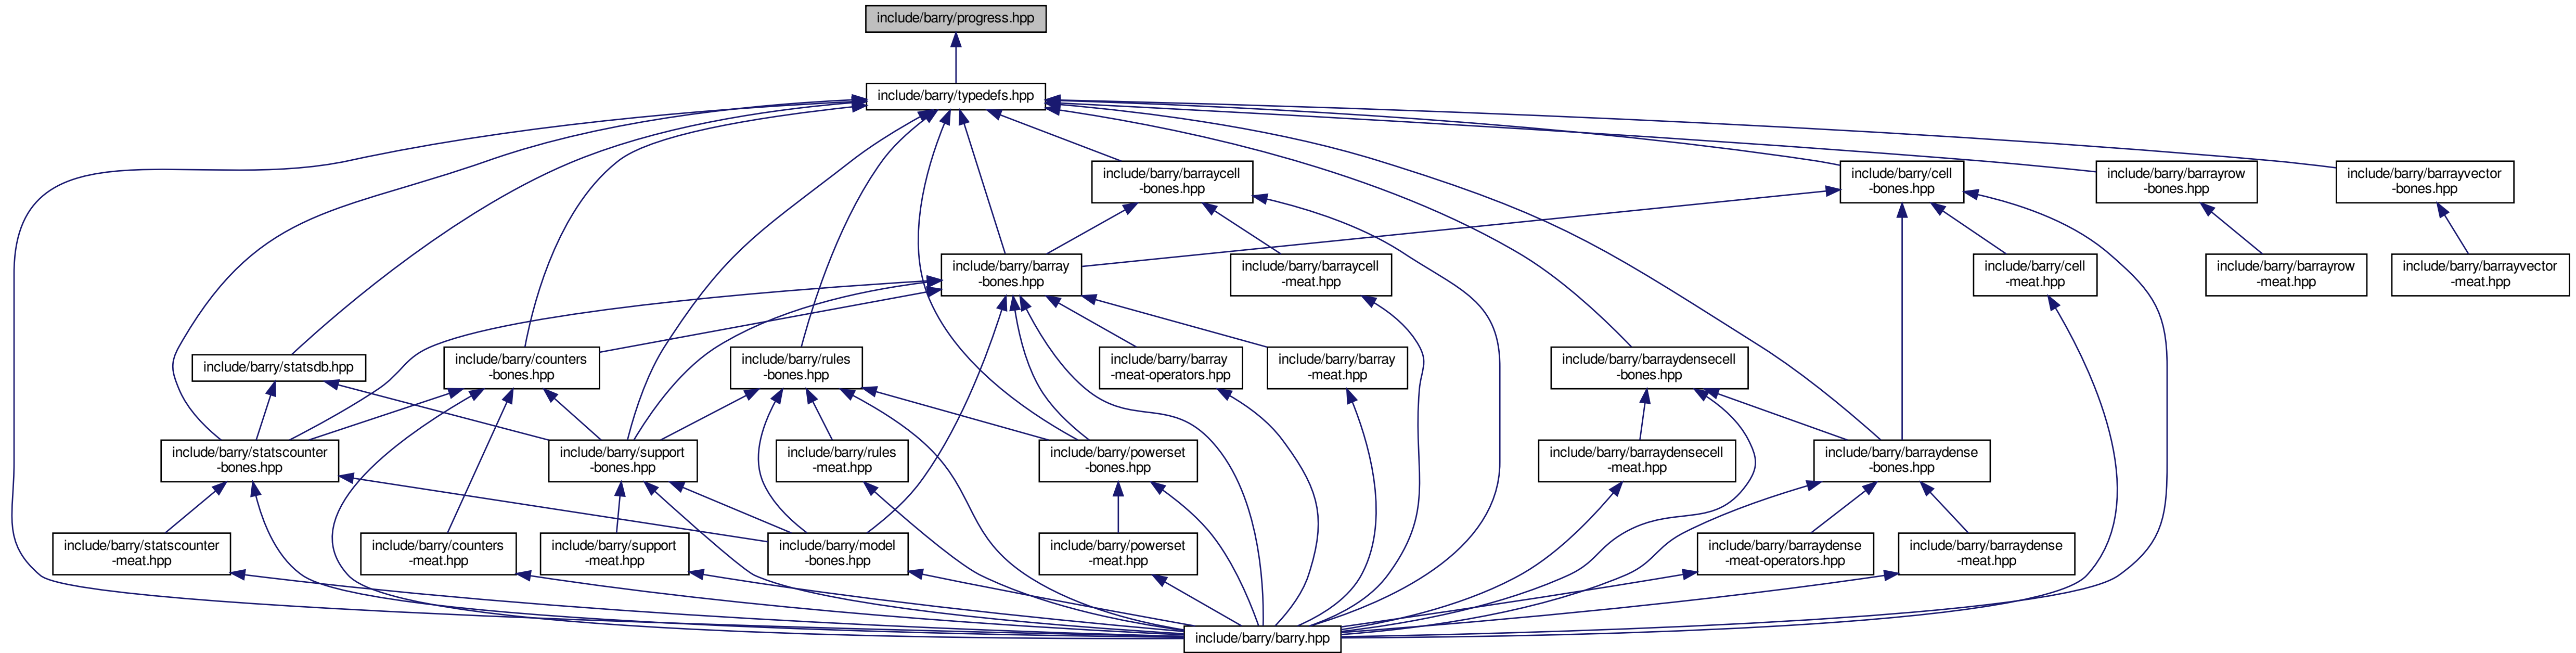 include/barry/progress.hpp
include/barry/typedefs.hpp
include/barry/barraycell
-bones.hpp
include/barry/cell
-bones.hpp
include/barry/barrayrow
-bones.hpp
include/barry/barrayvector
-bones.hpp
include/barry/barray
-bones.hpp
include/barry/barraycell
-meat.hpp
include/barry/cell
-meat.hpp
include/barry/barrayrow
-meat.hpp
include/barry/barrayvector
-meat.hpp
include/barry/statsdb.hpp
include/barry/counters
-bones.hpp
include/barry/rules
-bones.hpp
include/barry/barray
-meat-operators.hpp
include/barry/barray
-meat.hpp
include/barry/barraydensecell
-bones.hpp
include/barry/statscounter
-bones.hpp
include/barry/support
-bones.hpp
include/barry/rules
-meat.hpp
include/barry/powerset
-bones.hpp
include/barry/barraydensecell
-meat.hpp
include/barry/barraydense
-bones.hpp
include/barry/statscounter
-meat.hpp
include/barry/counters
-meat.hpp
include/barry/support
-meat.hpp
include/barry/model
-bones.hpp
include/barry/powerset
-meat.hpp
include/barry/barraydense
-meat-operators.hpp
include/barry/barraydense
-meat.hpp
include/barry/barry.hpp